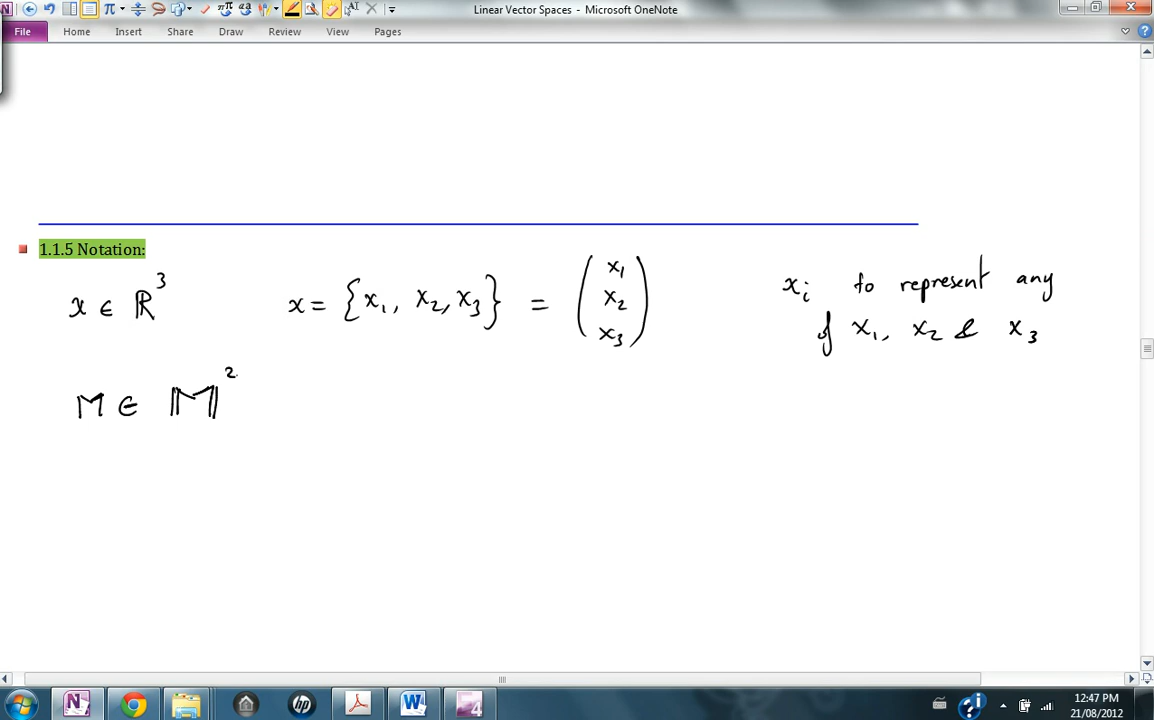 Linear Vector Spaces - Microsoft OneNote
File Home Insert Share Draw Review View Pages
1.1.5 Notation:
x ∈ ℝ³ x = {x₁, x₂, x₃} = (x₁ x₂ x₃) xᵢ to represent any
of x₁, x₂ & x₃
M ∈ 𝕄²
12:47 PM
21/08/2012